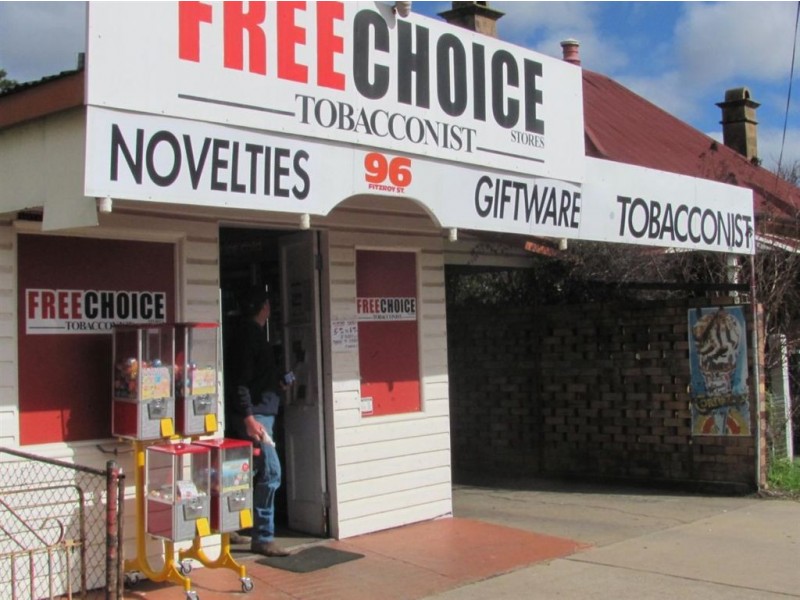 FREECHOICE
TOBACCONIST STORES
NOVELTIES
96
FITZROY ST.
GIFTWARE
TOBACCONIST
FREECHOICE
TOBACCONIST
FREECHOICE
TOBACCONIST